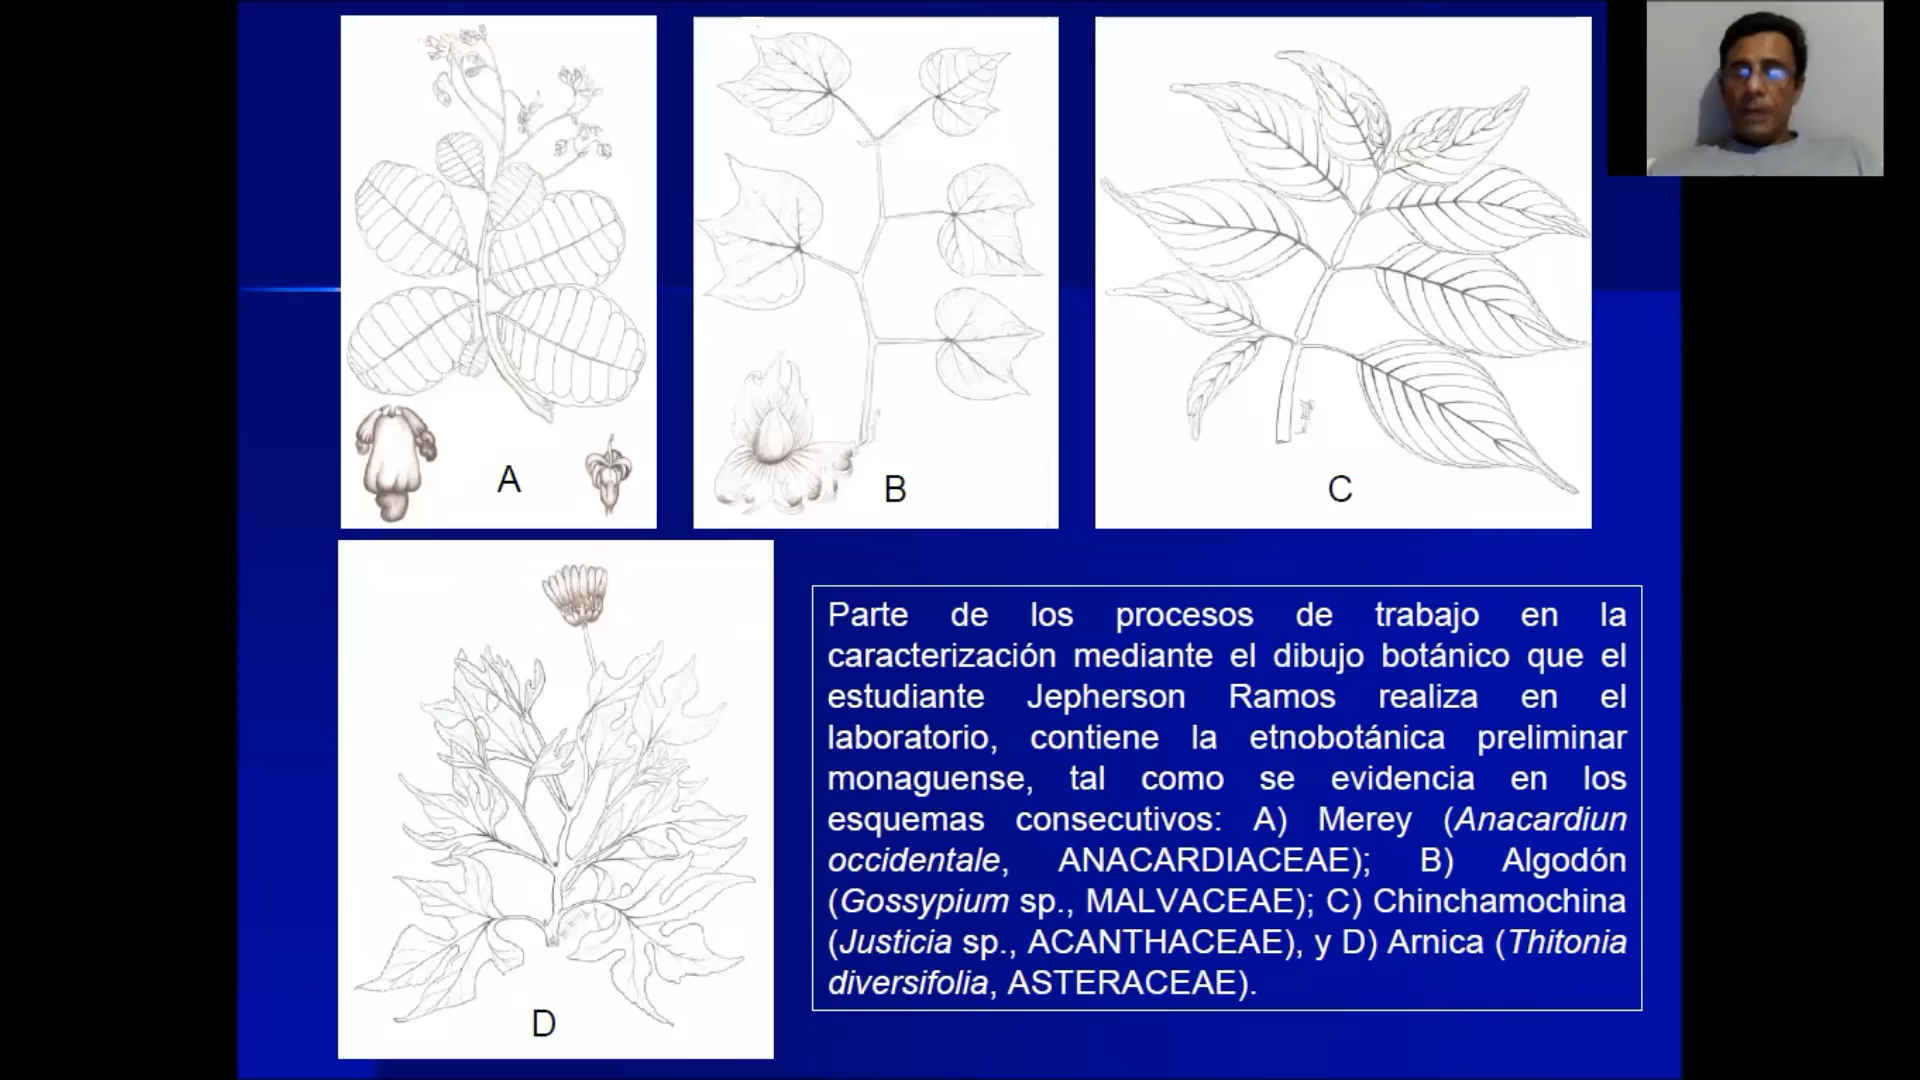 A
B
C
D
Parte de los procesos de trabajo en la
caracterización mediante el dibujo botánico que el
estudiante Jepherson Ramos realiza en el
laboratorio, contiene la etnobotánica preliminar
monaguense, tal como se evidencia en los
esquemas consecutivos: A) Merey (Anacardiun
occidentale, ANACARDIACEAE); B) Algodón
(Gossypium sp., MALVACEAE); C) Chinchamochina
(Justicia sp., ACANTHACEAE), y D) Arnica (Thitonia
diversifolia, ASTERACEAE).